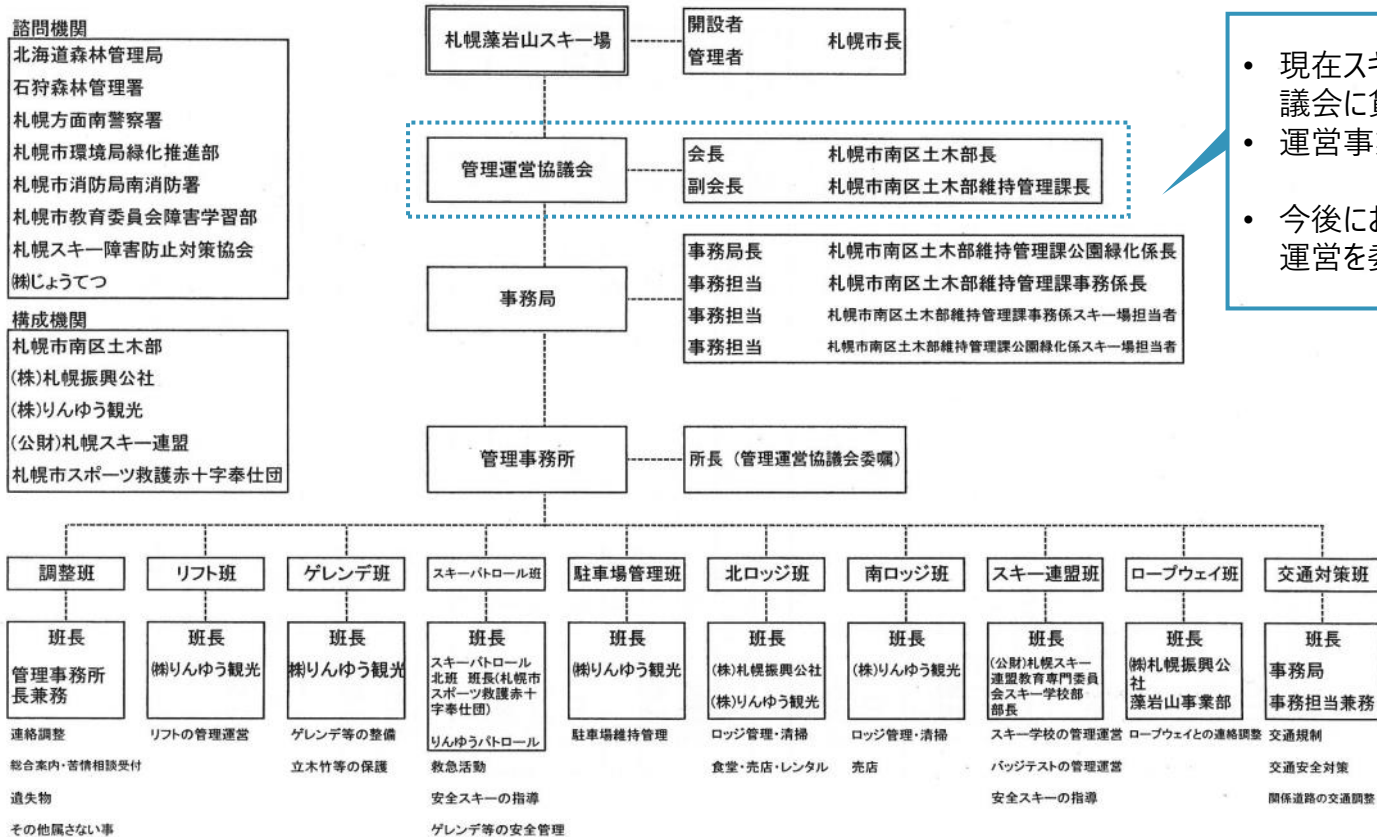 諮問機関
北海道森林管理局
石狩森林管理署
札幌方面南警察署
札幌市環境局緑化推進部
札幌市消防局南消防署
札幌市教育委員会障害学習部
札幌スキー障害防止対策協会
㈱じょうてつ
構成機関
札幌市南区土木部
(株)札幌振興公社
(株)りんゆう観光
(公財)札幌スキー連盟
札幌市スポーツ救護赤十字奉仕団
札幌藻岩山スキー場
開設者 札幌市長
管理者
管理運営協議会
会長 札幌市南区土木部長
副会長 札幌市南区土木部維持管理課長
事務局
事務局長 札幌市南区土木部維持管理課公園緑化係長
事務担当 札幌市南区土木部維持管理課事務係長
事務担当 札幌市南区土木部維持管理課事務係スキー場担当者
事務担当 札幌市南区土木部維持管理課公園緑化係スキー場担当者
管理事務所
所長（管理運営協議会委嘱）
• 現在スキ
議会に
• 運営事
• 今後にお
運営を
調整班
班長
管理事務所
長兼務
連絡調整
総合案内・苦情相談受付
遺失物
その他属さない事
リフト班
班長
㈱りんゆう観光
リフトの管理運営
ゲレンデ班
班長
㈱りんゆう観光
ゲレンデ等の整備
立木竹等の保護
スキーパトロール班
班長
スキーパトロール
北班 班長(札幌市
スポーツ救護赤十
字奉仕団)
りんゆうパトロール
救急活動
安全スキーの指導
ゲレンデ等の安全管理
駐車場管理班
班長
㈱りんゆう観光
駐車場維持管理
北ロッジ班
班長
(株)札幌振興公社
(株)りんゆう観光
ロッジ管理・清掃
食堂・売店・レンタル
南ロッジ班
班長
(株)りんゆう観光
ロッジ管理・清掃
売店
スキー連盟班
班長
(公財)札幌スキー
連盟教育専門委員
会スキー学校部
部長
スキー学校の管理運営
バッジテストの管理運営
安全スキーの指導
ロープウェイ班
班長
㈱札幌振興公
社
藻岩山事業部
ロープウェイとの連絡調整
交通対策班
班長
事務局
事務担当兼務
交通規制
交通安全対策
関係道路の交通調整